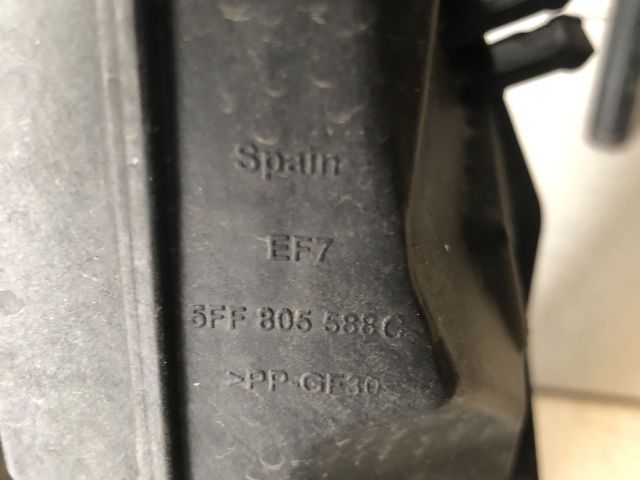 Spain
EF7
5FF 805 588 C
>PP-GF30